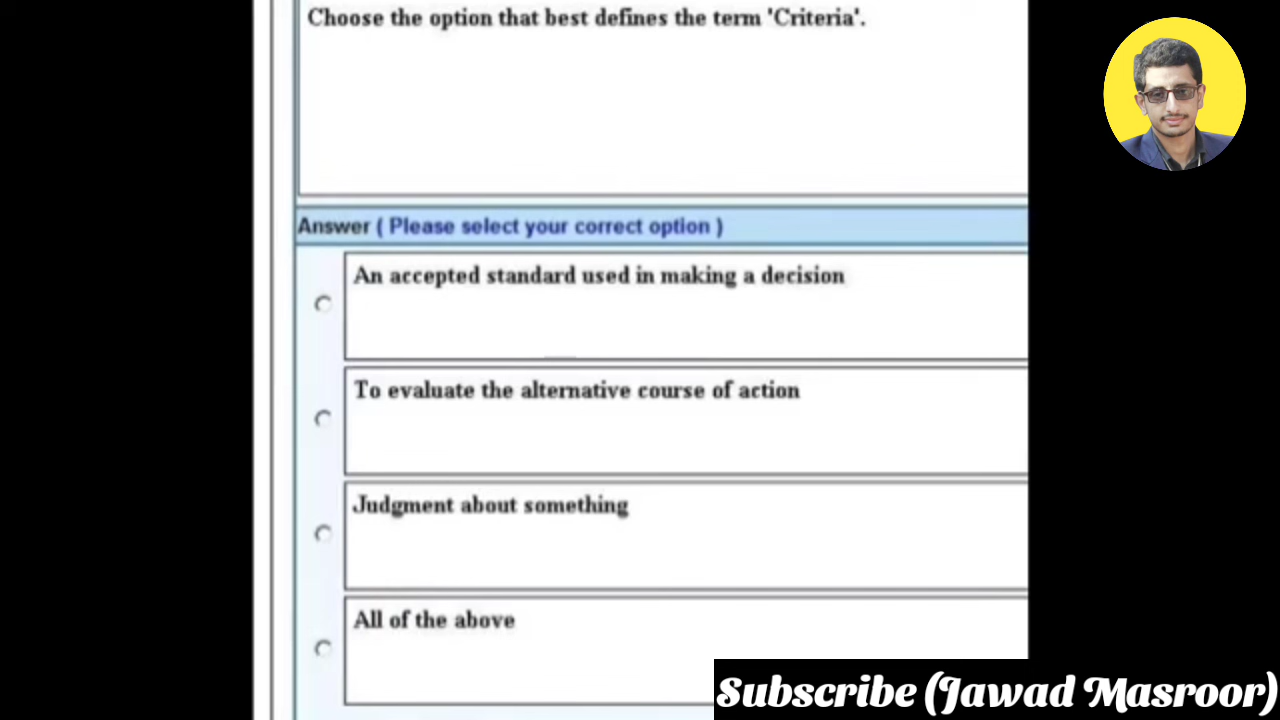 Choose the option that best defines the term 'Criteria'.
Answer ( Please select your correct option )
An accepted standard used in making a decision
To evaluate the alternative course of action
Judgment about something
All of the above
Subscribe (Jawad Masroor)